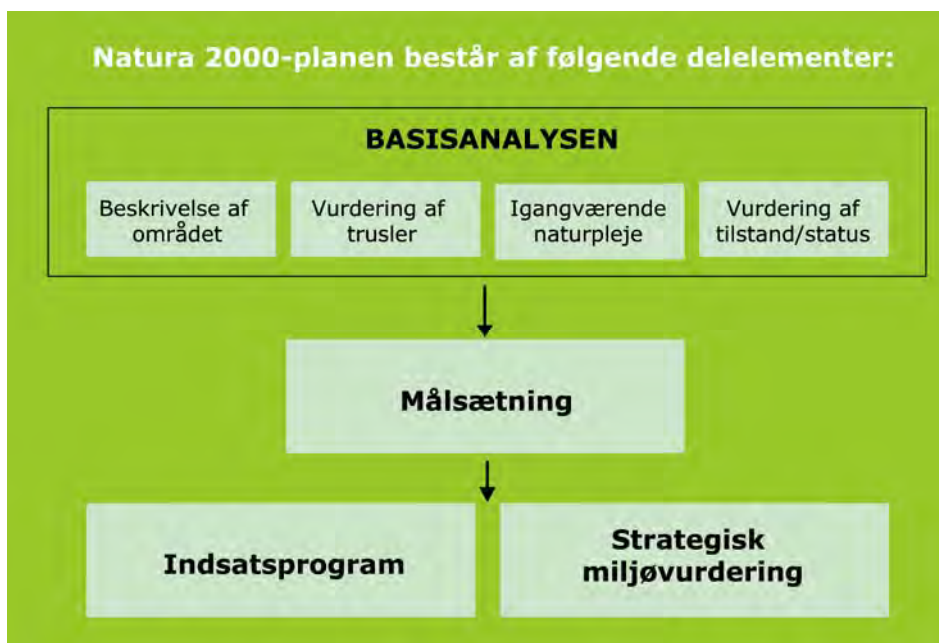 Natura 2000-planen består af følgende delelementer:
BASISANALYSEN
Beskrivelse af
området
Vurdering af
trusler
Igangværende
naturpleje
Vurdering af
tilstand/status
Målsætning
Indsatsprogram
Strategisk
miljøvurdering